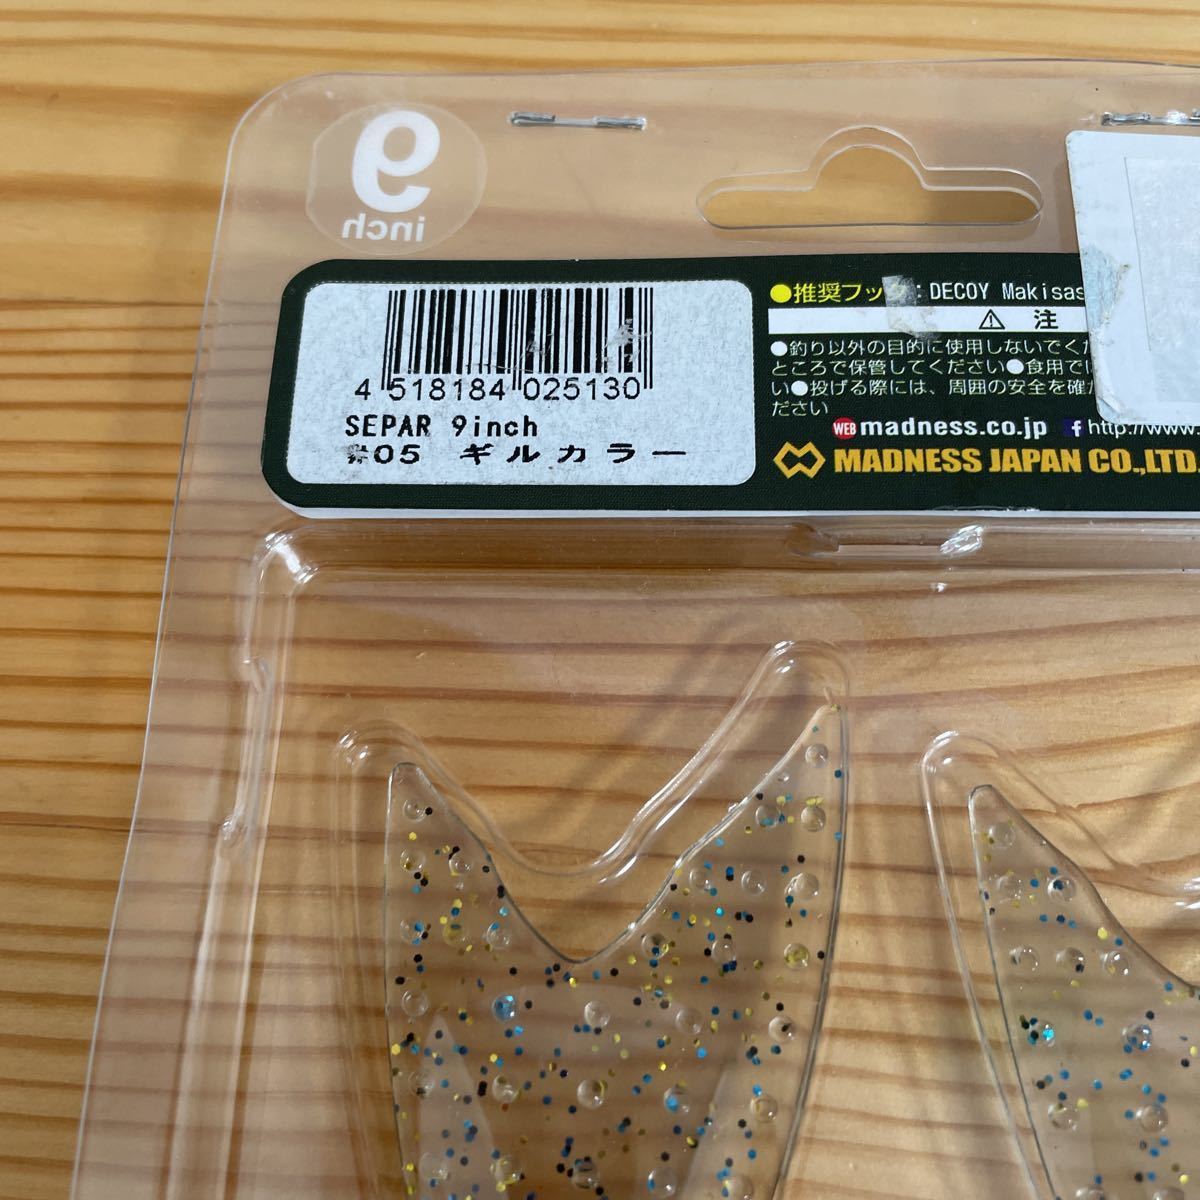 9
inch
4 518184 025130
SEPAR 9inch
#05 ギルカラー
●推奨フック:DECOY Makisas
⚠ 注
●釣り以外の目的に使用しないでくだ
ところで保管してください●食用では
い●投げる際には、周囲の安全を確か
ださい
WEB madness.co.jp f http://www.
MADNESS JAPAN CO.,LTD.